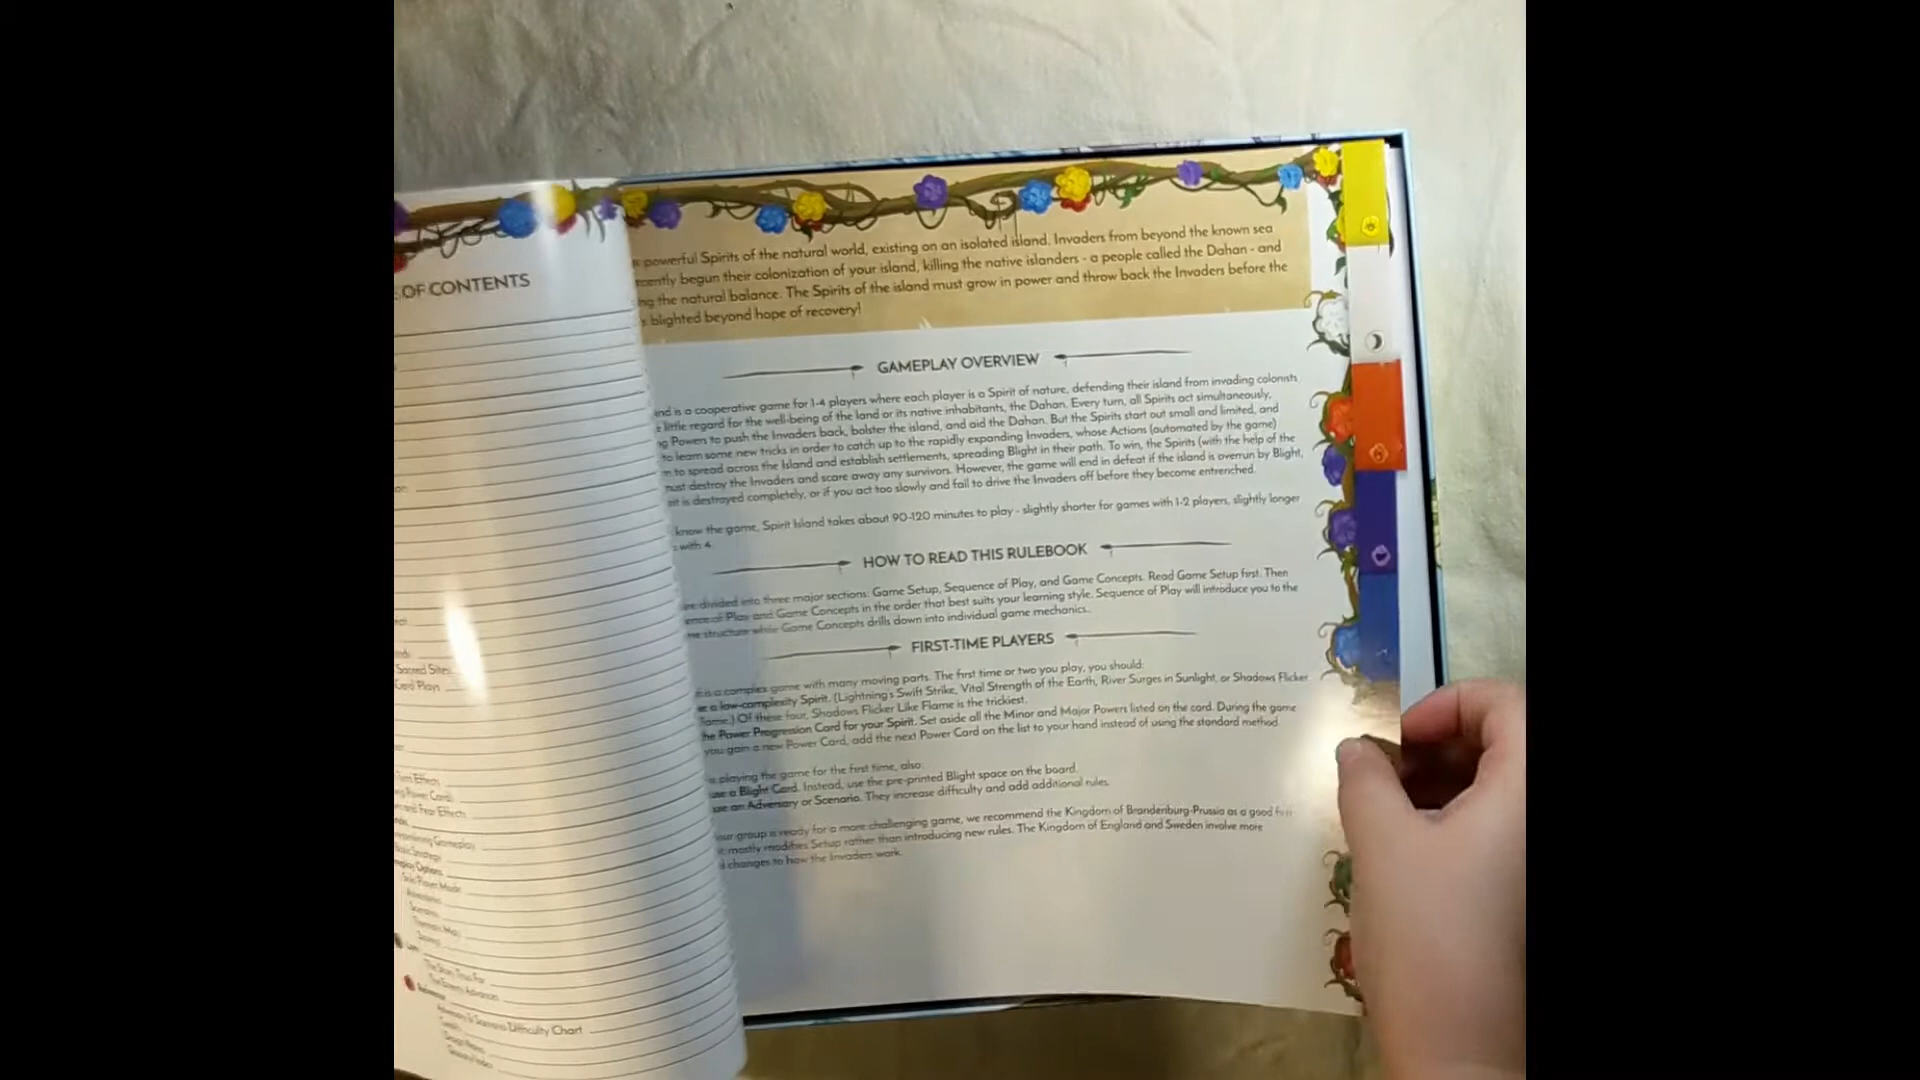 OF CONTENTS
Sacred Sites
Card Plays
Solo Player Mode
Scenarios
Adversary & Scenario Difficulty Chart
powerful Spirits of the natural world, existing on an isolated island. Invaders from beyond the known sea
begun their colonization of your island, killing the native islanders - a people called the Dahan - and
the natural balance. The Spirits of the island must grow in power and throw back the Invaders before the
blighted beyond hope of recovery!
GAMEPLAY OVERVIEW
is a cooperative game for 1-4 players where each player is a Spirit of nature, defending their island from invading colonists
little regard for the well-being of the land or its native inhabitants, the Dahan. Every turn, all Spirits act simultaneously,
Powers to push the Invaders back, bolster the island, and aid the Dahan. But the Spirits start out small and limited, and
to learn some new tricks in order to catch up to the rapidly expanding Invaders, whose Actions (automated by the game)
to spread across the Island and establish settlements, spreading Blight in their path. To win, the Spirits (with the help of the
must destroy the Invaders and scare away any survivors. However, the game will end in defeat if the island is overrun by Blight,
is destroyed completely, or if you act too slowly and fail to drive the Invaders off before they become entrenched.
know the game, Spirit Island takes about 90-120 minutes to play - slightly shorter for games with 1-2 players, slightly longer
with 4.
HOW TO READ THIS RULEBOOK
divided into three major sections: Game Setup, Sequence of Play, and Game Concepts. Read Game Setup first. Then
of Play and Game Concepts in the order that best suits your learning style. Sequence of Play will introduce you to the
structure while Game Concepts drills down into individual game mechanics.
FIRST-TIME PLAYERS
is a complex game with many moving parts. The first time or two you play, you should:
a low-complexity Spirit. (Lightning's Swift Strike, Vital Strength of the Earth, River Surges in Sunlight, or Shadows Flicker
Flame.) Of these four, Shadows Flicker Like Flame is the trickiest.
the Power Progression Card for your Spirit. Set aside all the Minor and Major Powers listed on the card. During the game
you gain a new Power Card, add the next Power Card on the list to your hand instead of using the standard method.
playing the game for the first time, also:
use a Blight Card. Instead, use the pre-printed Blight space on the board.
use an Adversary or Scenario. They increase difficulty and add additional rules.
your group is ready for a more challenging game, we recommend the Kingdom of Brandenburg-Prussia as a good
it mostly modifies Setup rather than introducing new rules. The Kingdom of England and Sweden involve more
changes to how the Invaders work.